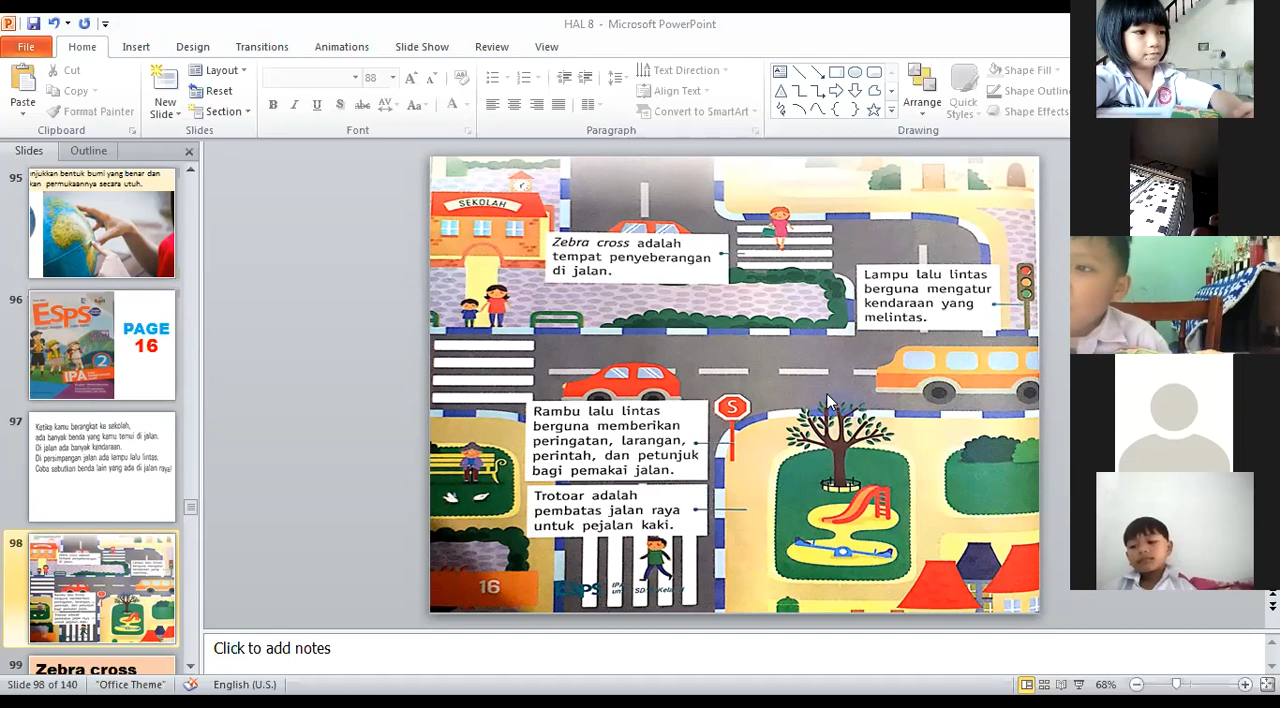 HAL 8 - Microsoft PowerPoint
File Home Insert Design Transitions Animations Slide Show Review View
Paste
Cut
Copy
Format Painter
Clipboard
New
Slide
Layout
Reset
Section
Slides
88
Font
Paragraph
Text Direction
Align Text
Convert to SmartArt
Arrange
Quick
Styles
Shape Fill
Shape Outline
Shape Effects
Drawing
Slides Outline
95
njukkan bentuk bumi yang benar dan
kan permukaannya secara utuh.
96
ESPS
IPA
2
PAGE
16
97
Ketika kamu berangkat ke sekolah,
ada banyak benda yang kamu temui di jalan.
Di jalan ada banyak kendaraan.
Di persimpangan jalan ada lampu lalu lintas.
Coba sebutkan benda lain yang ada di jalan raya!
98
99
Zebra cross
SEKOLAH
Zebra cross adalah
tempat penyeberangan
di jalan.
Lampu lalu lintas
berguna mengatur
kendaraan yang
melintas.
S
Rambu lalu lintas
berguna memberikan
peringatan, larangan,
perintah, dan petunjuk
bagi pemakai jalan.
Trotoar adalah
pembatas jalan raya
untuk pejalan kaki.
16
ESPS
Click to add notes
Slide 98 of 140 "Office Theme" English (U.S.) 68%